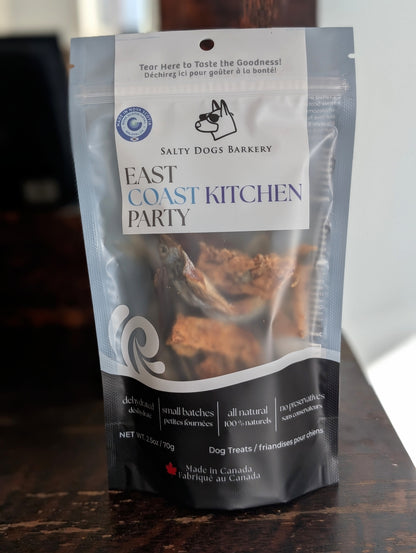 Tear Here to Taste the Goodness!
Déchirez ici pour goûter à la bonté!
SALTY DOGS BARKERY
EAST
COAST KITCHEN
PARTY
dehydrated
déshydraté
small batches
petites fournées
all natural
100% naturels
no preservatives
sans conservateurs
NET WT. 2.5oz / 70g
Dog Treats / friandises pour chiens
Made in Canada
Fabriqué au Canada